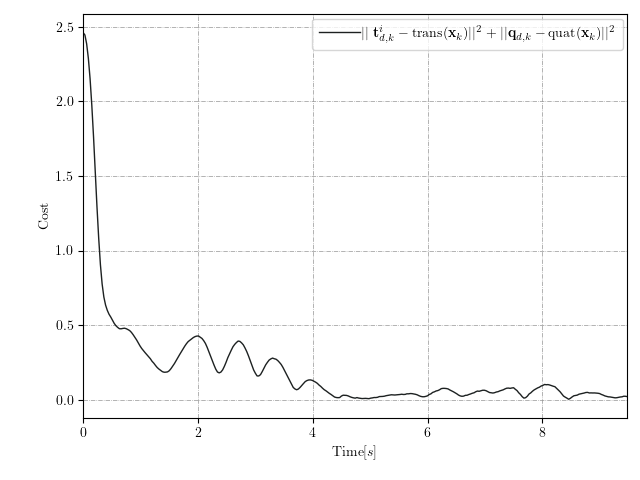 || t^i_{d,k} − trans(x_k)||² + ||q_{d,k} − quat(x_k)||²
2.5
2.0
1.5
1.0
0.5
0.0
Cost
0 2 4 6 8
Time[s]